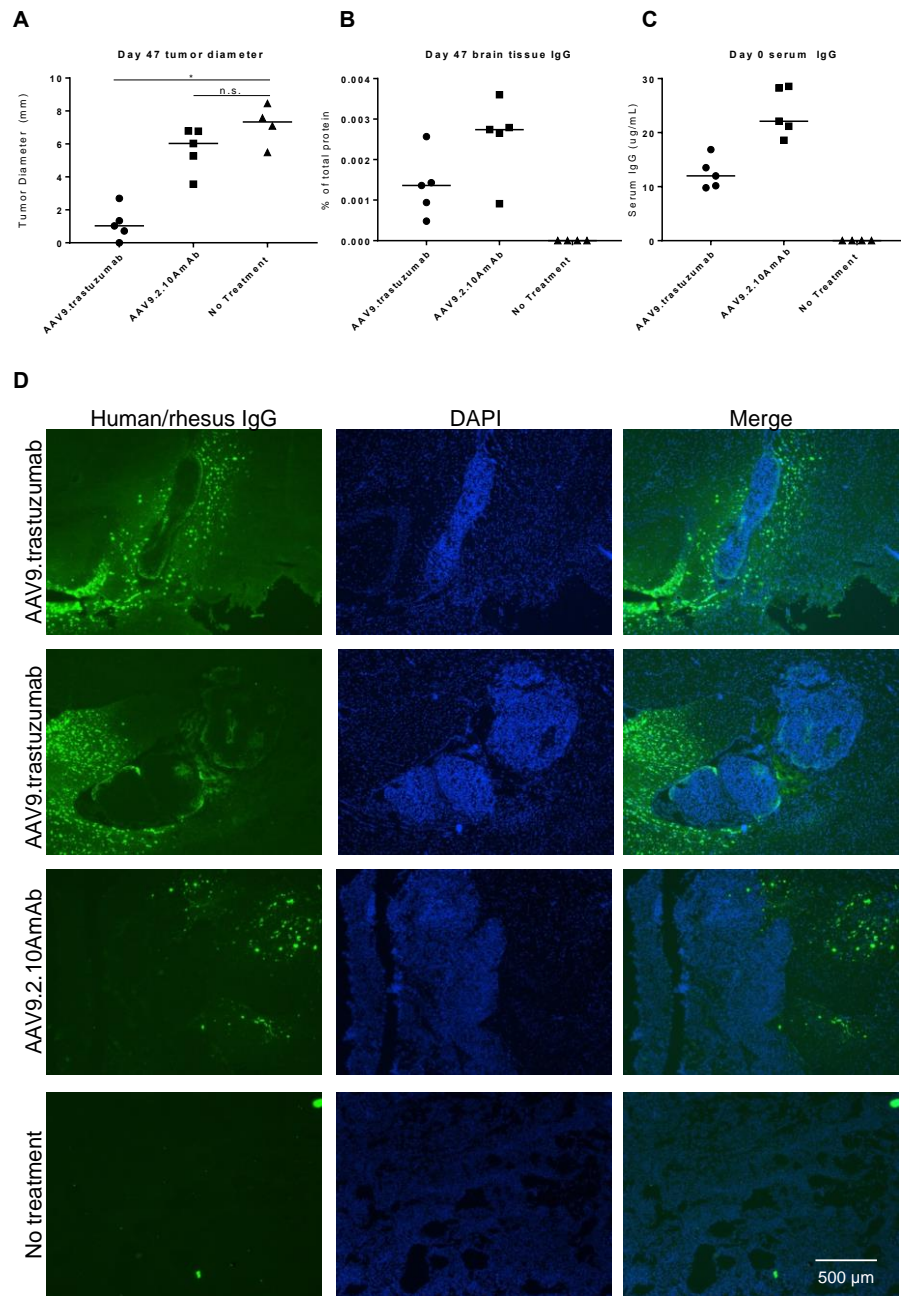 A
B
C
Day 47 tumor diameter
Day 47 brain tissue IgG
Day 0 serum IgG
Tumor Diameter (mm)
10
8
6
4
2
0
*
n.s.
AAV9.trastuzumab
AAV9.2.10AmAb
No Treatment
% of total protein
0.004
0.003
0.002
0.001
0.000
AAV9.trastuzumab
AAV9.2.10AmAb
No Treatment
Serum IgG (ug/mL)
30
20
10
0
AAV9.trastuzumab
AAV9.2.10AmAb
No Treatment
D
Human/rhesus IgG
DAPI
Merge
AAV9.trastuzumab
AAV9.trastuzumab
AAV9.2.10AmAb
No treatment
500 µm